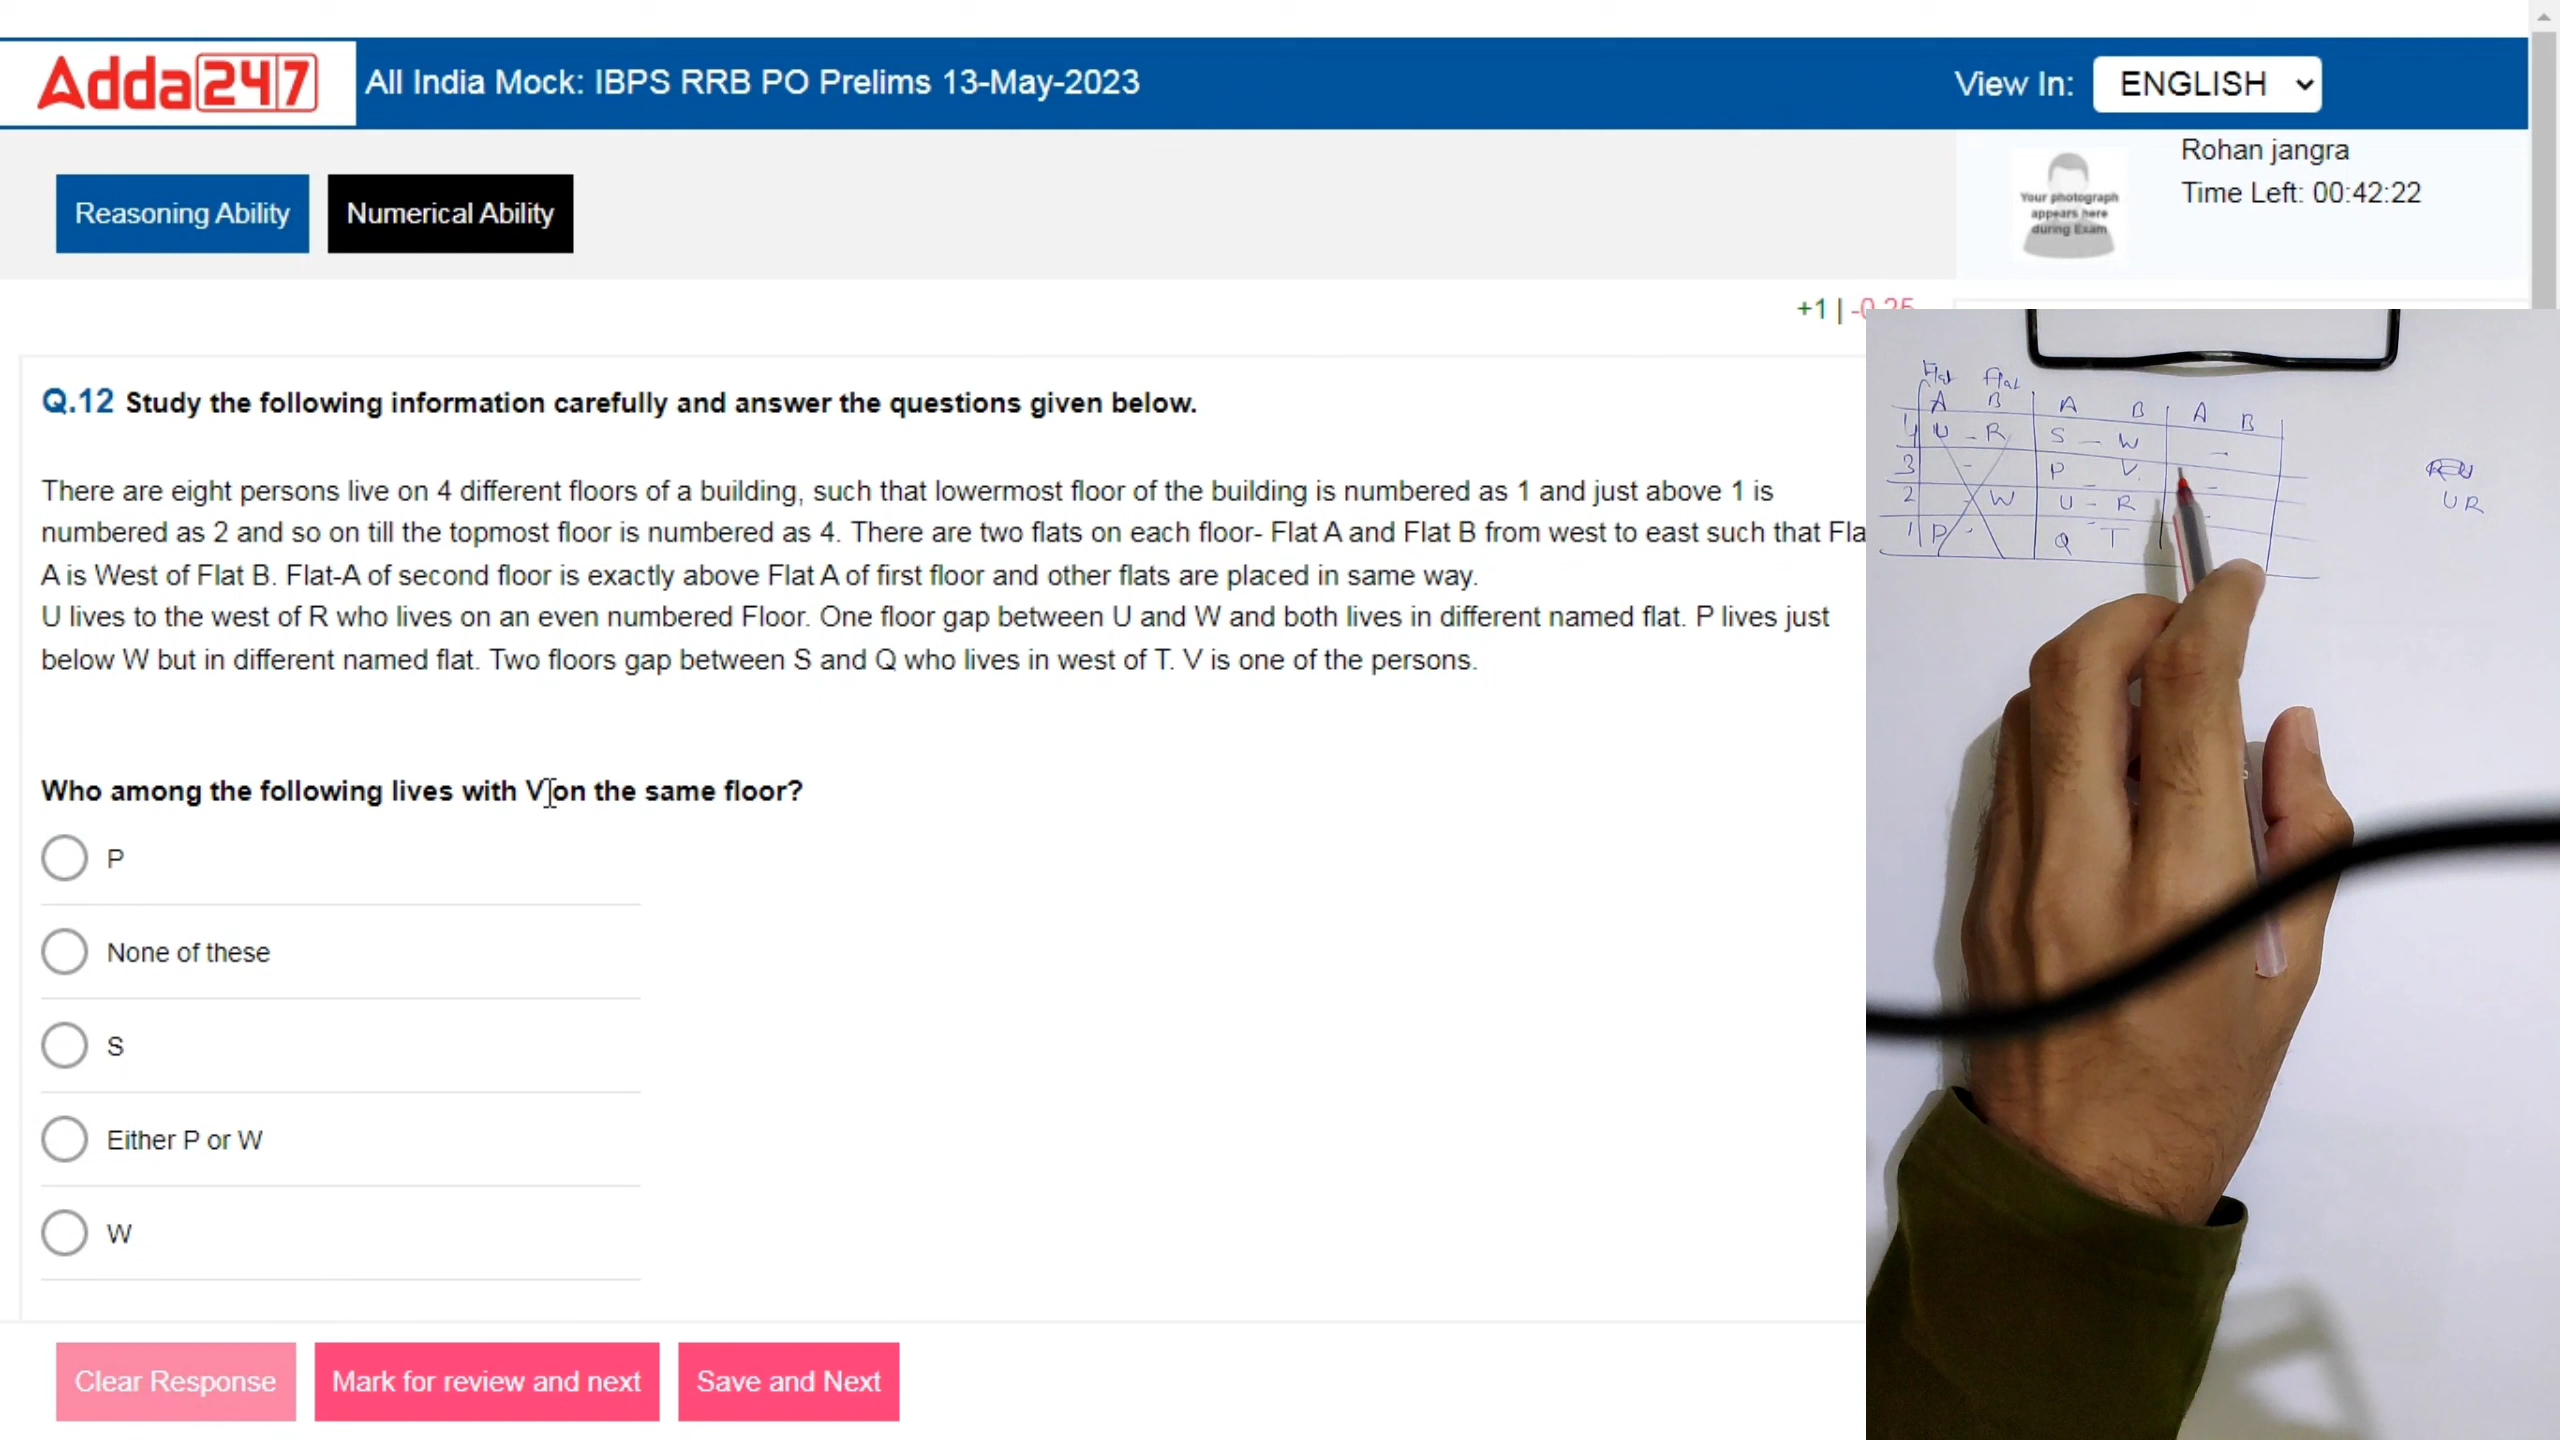 Adda247
All India Mock: IBPS RRB PO Prelims 13-May-2023
View In: ENGLISH
Reasoning Ability
Numerical Ability
Your photograph
appears here
during Exam
Rohan jangra
Time Left: 00:42:22
+1 | -0.25
Q.12 Study the following information carefully and answer the questions given below.
There are eight persons live on 4 different floors of a building, such that lowermost floor of the building is numbered as 1 and just above 1 is
numbered as 2 and so on till the topmost floor is numbered as 4. There are two flats on each floor- Flat A and Flat B from west to east such that Fla
A is West of Flat B. Flat-A of second floor is exactly above Flat A of first floor and other flats are placed in same way.
U lives to the west of R who lives on an even numbered Floor. One floor gap between U and W and both lives in different named flat. P lives just
below W but in different named flat. Two floors gap between S and Q who lives in west of T. V is one of the persons.
Who among the following lives with V on the same floor?
P
None of these
S
Either P or W
W
Clear Response
Mark for review and next
Save and Next
Flat Flat
A B A B A B
4 U - R S - W -
3 - P - V -
2 - W U - R -
1 P - Q - T
U R